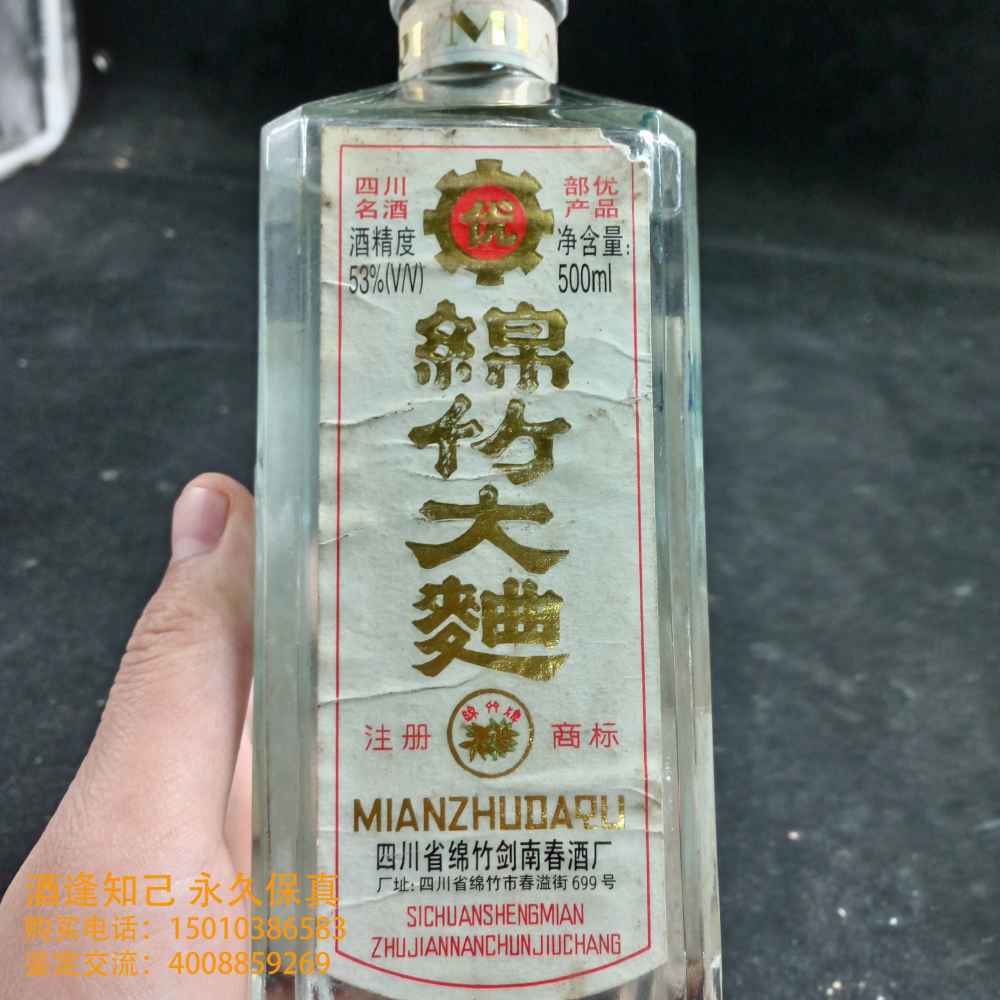 MIA
四川
名酒
优
部优
产品
酒精度
53%(V/V)
净含量:
500ml
綿竹大麯
注册
綿竹牌
商标
MIANZHUDAQU
四川省绵竹剑南春酒厂
厂址:四川省绵竹市春溢街699号
SICHUANSHENGMIAN
ZHUJIANNANCHUNJIUCHANG
酒逢知己 永久保真
购买电话：15010386583
鉴定交流：4008859269